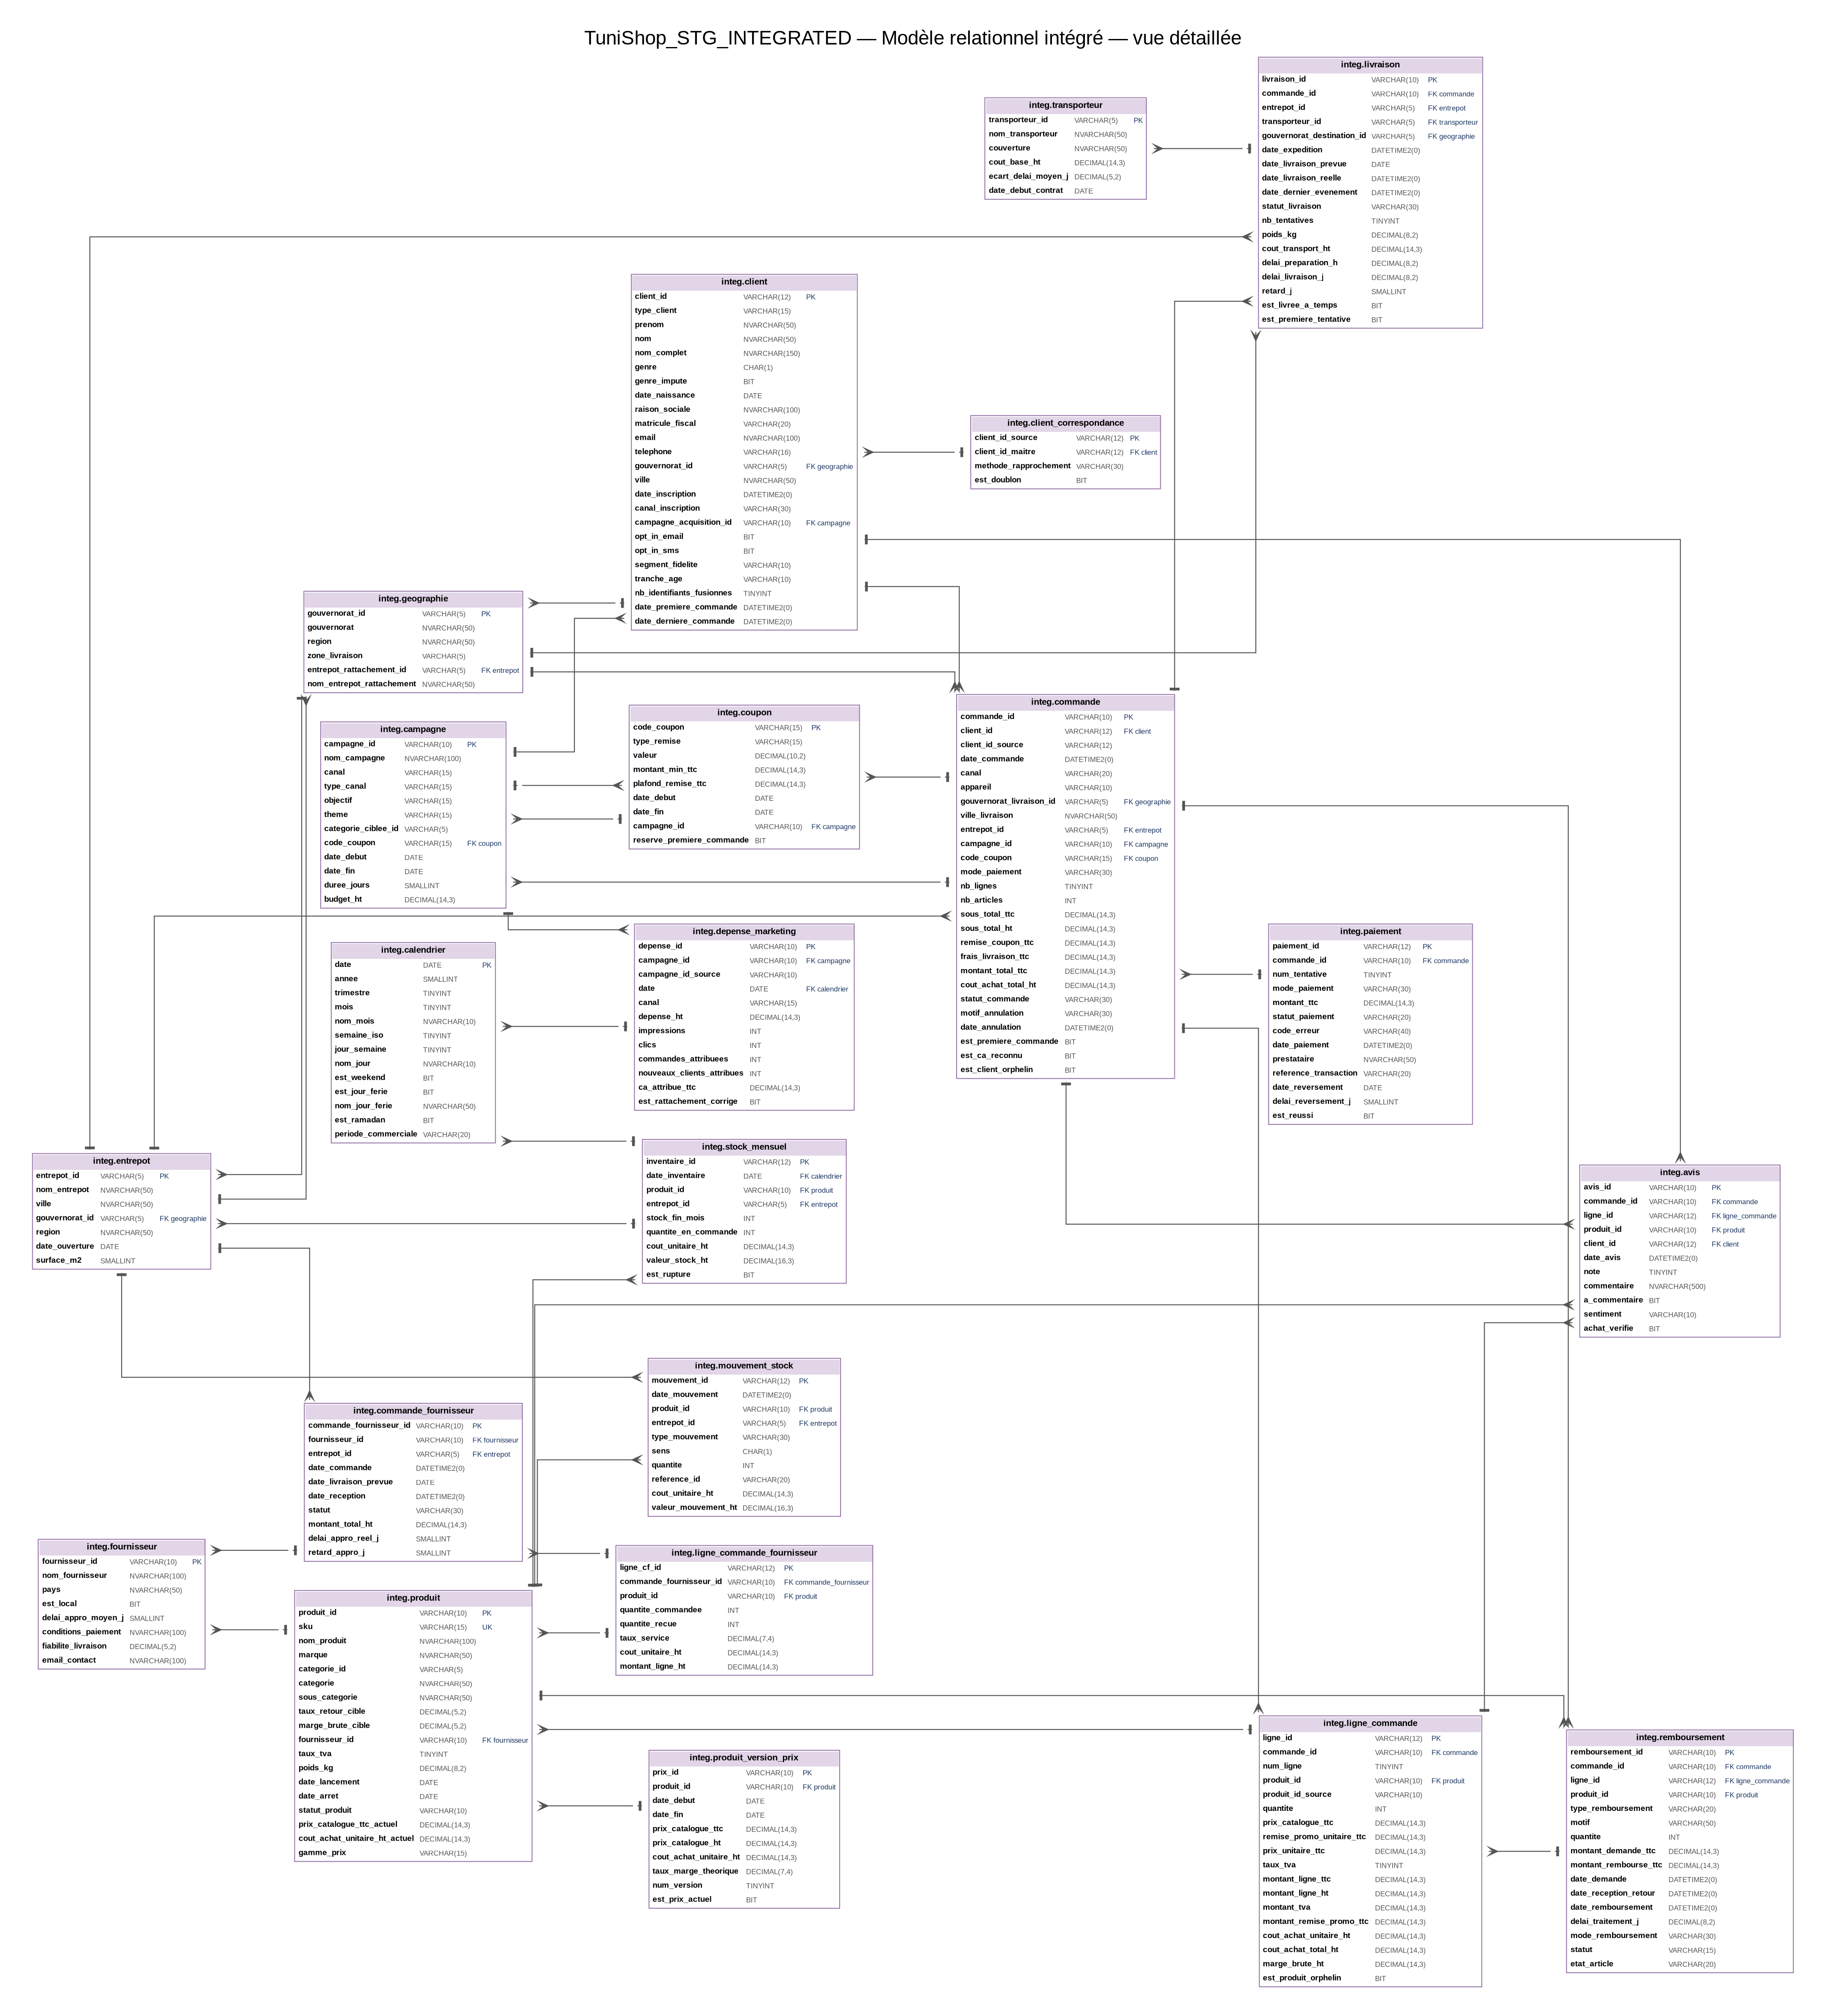 TuniShop_STG_INTEGRATED — Modèle relationnel intégré — vue détaillée
integ.livraison
livraison_id VARCHAR(10) PK
commande_id VARCHAR(10) FK commande
entrepot_id VARCHAR(5) FK entrepot
transporteur_id VARCHAR(5) FK transporteur
gouvernorat_destination_id VARCHAR(5) FK geographie
date_expedition DATETIME2(0)
date_livraison_prevue DATE
date_livraison_reelle DATETIME2(0)
date_dernier_evenement DATETIME2(0)
statut_livraison VARCHAR(30)
nb_tentatives TINYINT
poids_kg DECIMAL(8,2)
cout_transport_ht DECIMAL(14,3)
delai_preparation_h DECIMAL(8,2)
delai_livraison_j DECIMAL(8,2)
retard_j SMALLINT
est_livree_a_temps BIT
est_premiere_tentative BIT
integ.transporteur
transporteur_id VARCHAR(5) PK
nom_transporteur NVARCHAR(50)
couverture NVARCHAR(50)
cout_base_ht DECIMAL(14,3)
ecart_delai_moyen_j DECIMAL(5,2)
date_debut_contrat DATE
integ.client
client_id VARCHAR(12) PK
type_client VARCHAR(15)
prenom NVARCHAR(50)
nom NVARCHAR(50)
nom_complet NVARCHAR(150)
genre CHAR(1)
genre_impute BIT
date_naissance DATE
raison_sociale NVARCHAR(100)
matricule_fiscal VARCHAR(20)
email NVARCHAR(100)
telephone VARCHAR(16)
gouvernorat_id VARCHAR(5) FK geographie
ville NVARCHAR(50)
date_inscription DATETIME2(0)
canal_inscription VARCHAR(30)
campagne_acquisition_id VARCHAR(10) FK campagne
opt_in_email BIT
opt_in_sms BIT
segment_fidelite VARCHAR(10)
tranche_age VARCHAR(10)
nb_identifiants_fusionnes TINYINT
date_premiere_commande DATETIME2(0)
date_derniere_commande DATETIME2(0)
integ.client_correspondance
client_id_source VARCHAR(12) PK
client_id_maitre VARCHAR(12) FK client
methode_rapprochement VARCHAR(30)
est_doublon BIT
integ.geographie
gouvernorat_id VARCHAR(5) PK
gouvernorat NVARCHAR(50)
region NVARCHAR(50)
zone_livraison VARCHAR(5)
entrepot_rattachement_id VARCHAR(5) FK entrepot
nom_entrepot_rattachement NVARCHAR(50)
integ.campagne
campagne_id VARCHAR(10) PK
nom_campagne NVARCHAR(100)
canal VARCHAR(15)
type_canal VARCHAR(15)
objectif VARCHAR(15)
theme VARCHAR(15)
categorie_ciblee_id VARCHAR(5)
code_coupon VARCHAR(15) FK coupon
date_debut DATE
date_fin DATE
duree_jours SMALLINT
budget_ht DECIMAL(14,3)
integ.coupon
code_coupon VARCHAR(15) PK
type_remise VARCHAR(15)
valeur DECIMAL(10,2)
montant_min_ttc DECIMAL(14,3)
plafond_remise_ttc DECIMAL(14,3)
date_debut DATE
date_fin DATE
campagne_id VARCHAR(10) FK campagne
reserve_premiere_commande BIT
integ.commande
commande_id VARCHAR(10) PK
client_id VARCHAR(12) FK client
client_id_source VARCHAR(12)
date_commande DATETIME2(0)
canal VARCHAR(20)
appareil VARCHAR(10)
gouvernorat_livraison_id VARCHAR(5) FK geographie
ville_livraison NVARCHAR(50)
entrepot_id VARCHAR(5) FK entrepot
campagne_id VARCHAR(10) FK campagne
code_coupon VARCHAR(15) FK coupon
mode_paiement VARCHAR(30)
nb_lignes TINYINT
nb_articles INT
sous_total_ttc DECIMAL(14,3)
sous_total_ht DECIMAL(14,3)
remise_coupon_ttc DECIMAL(14,3)
frais_livraison_ttc DECIMAL(14,3)
montant_total_ttc DECIMAL(14,3)
cout_achat_total_ht DECIMAL(14,3)
statut_commande VARCHAR(30)
motif_annulation VARCHAR(30)
date_annulation DATETIME2(0)
est_premiere_commande BIT
est_ca_reconnu BIT
est_client_orphelin BIT
integ.depense_marketing
depense_id VARCHAR(10) PK
campagne_id VARCHAR(10) FK campagne
campagne_id_source VARCHAR(10)
date DATE FK calendrier
canal VARCHAR(15)
depense_ht DECIMAL(14,3)
impressions INT
clics INT
commandes_attribuees INT
nouveaux_clients_attribues INT
ca_attribue_ttc DECIMAL(14,3)
est_rattachement_corrige BIT
integ.paiement
paiement_id VARCHAR(12) PK
commande_id VARCHAR(10) FK commande
num_tentative TINYINT
mode_paiement VARCHAR(30)
montant_ttc DECIMAL(14,3)
statut_paiement VARCHAR(20)
code_erreur VARCHAR(40)
date_paiement DATETIME2(0)
prestataire NVARCHAR(50)
reference_transaction VARCHAR(20)
date_reversement DATE
delai_reversement_j SMALLINT
est_reussi BIT
integ.calendrier
date DATE PK
annee SMALLINT
trimestre TINYINT
mois TINYINT
nom_mois NVARCHAR(10)
semaine_iso TINYINT
jour_semaine TINYINT
nom_jour NVARCHAR(10)
est_weekend BIT
est_jour_ferie BIT
nom_jour_ferie NVARCHAR(50)
est_ramadan BIT
periode_commerciale VARCHAR(20)
integ.stock_mensuel
inventaire_id VARCHAR(12) PK
date_inventaire DATE FK calendrier
produit_id VARCHAR(10) FK produit
entrepot_id VARCHAR(5) FK entrepot
stock_fin_mois INT
quantite_en_commande INT
cout_unitaire_ht DECIMAL(14,3)
valeur_stock_ht DECIMAL(16,3)
est_rupture BIT
integ.entrepot
entrepot_id VARCHAR(5) PK
nom_entrepot NVARCHAR(50)
ville NVARCHAR(50)
gouvernorat_id VARCHAR(5) FK geographie
region NVARCHAR(50)
date_ouverture DATE
surface_m2 SMALLINT
integ.avis
avis_id VARCHAR(10) PK
commande_id VARCHAR(10) FK commande
ligne_id VARCHAR(12) FK ligne_commande
produit_id VARCHAR(10) FK produit
client_id VARCHAR(12) FK client
date_avis DATETIME2(0)
note TINYINT
commentaire NVARCHAR(500)
a_commentaire BIT
sentiment VARCHAR(10)
achat_verifie BIT
integ.mouvement_stock
mouvement_id VARCHAR(12) PK
date_mouvement DATETIME2(0)
produit_id VARCHAR(10) FK produit
entrepot_id VARCHAR(5) FK entrepot
type_mouvement VARCHAR(30)
sens CHAR(1)
quantite INT
reference_id VARCHAR(20)
cout_unitaire_ht DECIMAL(14,3)
valeur_mouvement_ht DECIMAL(16,3)
integ.commande_fournisseur
commande_fournisseur_id VARCHAR(10) PK
fournisseur_id VARCHAR(10) FK fournisseur
entrepot_id VARCHAR(5) FK entrepot
date_commande DATETIME2(0)
date_livraison_prevue DATE
date_reception DATETIME2(0)
statut VARCHAR(30)
montant_total_ht DECIMAL(14,3)
delai_appro_reel_j SMALLINT
retard_appro_j SMALLINT
integ.fournisseur
fournisseur_id VARCHAR(10) PK
nom_fournisseur NVARCHAR(100)
pays NVARCHAR(50)
est_local BIT
delai_appro_moyen_j SMALLINT
conditions_paiement NVARCHAR(100)
fiabilite_livraison DECIMAL(5,2)
email_contact NVARCHAR(100)
integ.ligne_commande_fournisseur
ligne_cf_id VARCHAR(12) PK
commande_fournisseur_id VARCHAR(10) FK commande_fournisseur
produit_id VARCHAR(10) FK produit
quantite_commandee INT
quantite_recue INT
taux_service DECIMAL(7,4)
cout_unitaire_ht DECIMAL(14,3)
montant_ligne_ht DECIMAL(14,3)
integ.produit
produit_id VARCHAR(10) PK
sku VARCHAR(15) UK
nom_produit NVARCHAR(100)
marque NVARCHAR(50)
categorie_id VARCHAR(5)
categorie NVARCHAR(50)
sous_categorie NVARCHAR(50)
taux_retour_cible DECIMAL(5,2)
marge_brute_cible DECIMAL(5,2)
fournisseur_id VARCHAR(10) FK fournisseur
taux_tva TINYINT
poids_kg DECIMAL(8,2)
date_lancement DATE
date_arret DATE
statut_produit VARCHAR(10)
prix_catalogue_ttc_actuel DECIMAL(14,3)
cout_achat_unitaire_ht_actuel DECIMAL(14,3)
gamme_prix VARCHAR(15)
integ.produit_version_prix
prix_id VARCHAR(10) PK
produit_id VARCHAR(10) FK produit
date_debut DATE
date_fin DATE
prix_catalogue_ttc DECIMAL(14,3)
prix_catalogue_ht DECIMAL(14,3)
cout_achat_unitaire_ht DECIMAL(14,3)
taux_marge_theorique DECIMAL(7,4)
num_version TINYINT
est_prix_actuel BIT
integ.ligne_commande
ligne_id VARCHAR(12) PK
commande_id VARCHAR(10) FK commande
num_ligne TINYINT
produit_id VARCHAR(10) FK produit
produit_id_source VARCHAR(10)
quantite INT
prix_catalogue_ttc DECIMAL(14,3)
remise_promo_unitaire_ttc DECIMAL(14,3)
prix_unitaire_ttc DECIMAL(14,3)
taux_tva TINYINT
montant_ligne_ttc DECIMAL(14,3)
montant_ligne_ht DECIMAL(14,3)
montant_tva DECIMAL(14,3)
montant_remise_promo_ttc DECIMAL(14,3)
cout_achat_unitaire_ht DECIMAL(14,3)
cout_achat_total_ht DECIMAL(14,3)
marge_brute_ht DECIMAL(14,3)
est_produit_orphelin BIT
integ.remboursement
remboursement_id VARCHAR(10) PK
commande_id VARCHAR(10) FK commande
ligne_id VARCHAR(12) FK ligne_commande
produit_id VARCHAR(10) FK produit
type_remboursement VARCHAR(20)
motif VARCHAR(50)
quantite INT
montant_demande_ttc DECIMAL(14,3)
montant_rembourse_ttc DECIMAL(14,3)
date_demande DATETIME2(0)
date_reception_retour DATETIME2(0)
date_remboursement DATETIME2(0)
delai_traitement_j DECIMAL(8,2)
mode_remboursement VARCHAR(30)
statut VARCHAR(15)
etat_article VARCHAR(20)